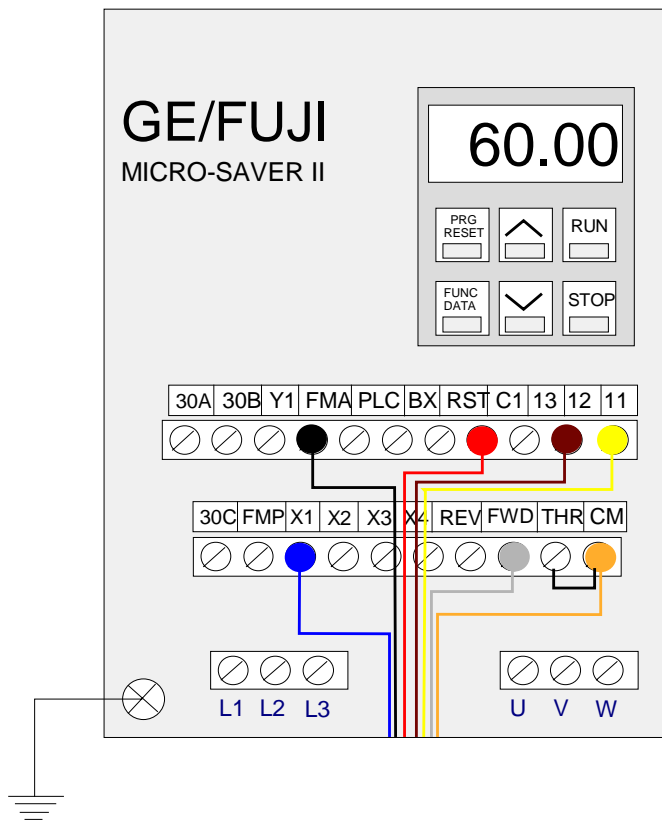 GE/FUJI
MICRO-SAVER II
60.00
PRG
RESET
RUN
FUNC
DATA
STOP
30A 30B Y1 FMA PLC BX RST C1 13 12 11
30C FMP X1 X2 X3 X4 REV FWD THR CM
L1 L2 L3
U V W